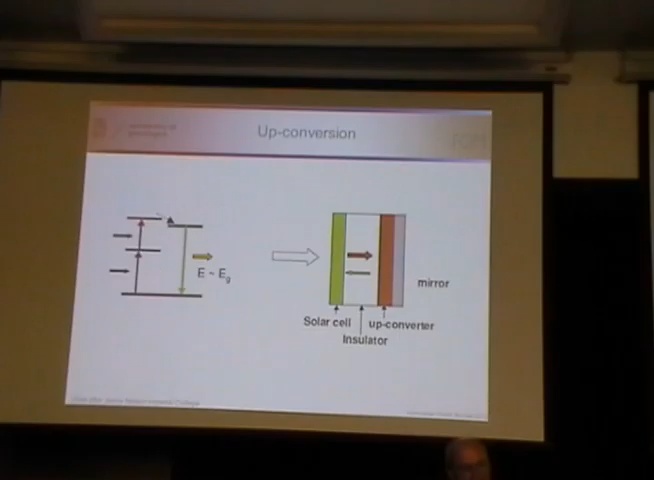 Up-conversion
E ~ Eg
mirror
Solar cell
up-converter
Insulator